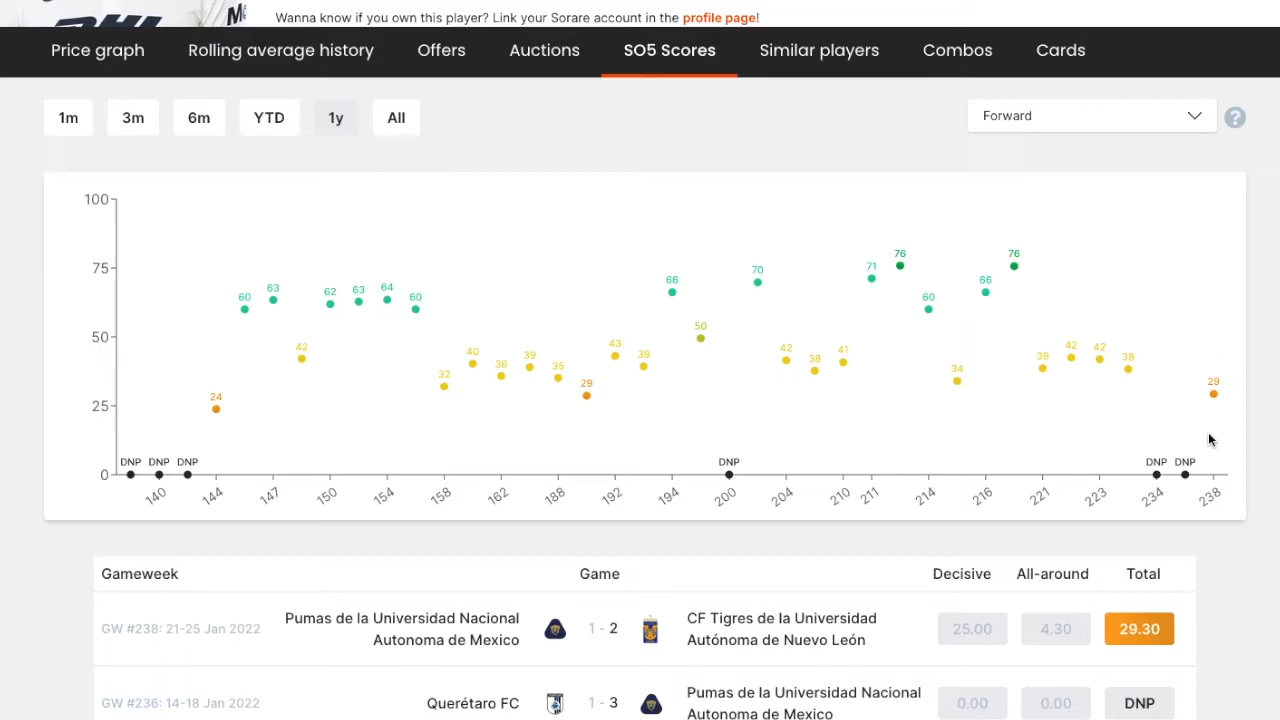 Wanna know if you own this player? Link your Sorare account in the profile page!
Price graph Rolling average history Offers Auctions SO5 Scores Similar players Combos Cards
1m 3m 6m YTD 1y All Forward ?
100
75
50
25
0
DNP DNP DNP 24 60 63 42 62 63 64 60 32 40 36 39 35 29 43 39 66 50 DNP 70 42 38 41 71 76 60 34 66 76 39 42 42 38 DNP DNP 29
140 144 147 150 154 158 162 188 192 194 200 204 210 211 214 216 221 223 234 238
Gameweek Game Decisive All-around Total
GW #238: 21-25 Jan 2022 Pumas de la Universidad Nacional Autonoma de Mexico 1 - 2 CF Tigres de la Universidad Autónoma de Nuevo León 25.00 4.30 29.30
GW #236: 14-18 Jan 2022 Querétaro FC 1 - 3 Pumas de la Universidad Nacional Autonoma de Mexico 0.00 0.00 DNP